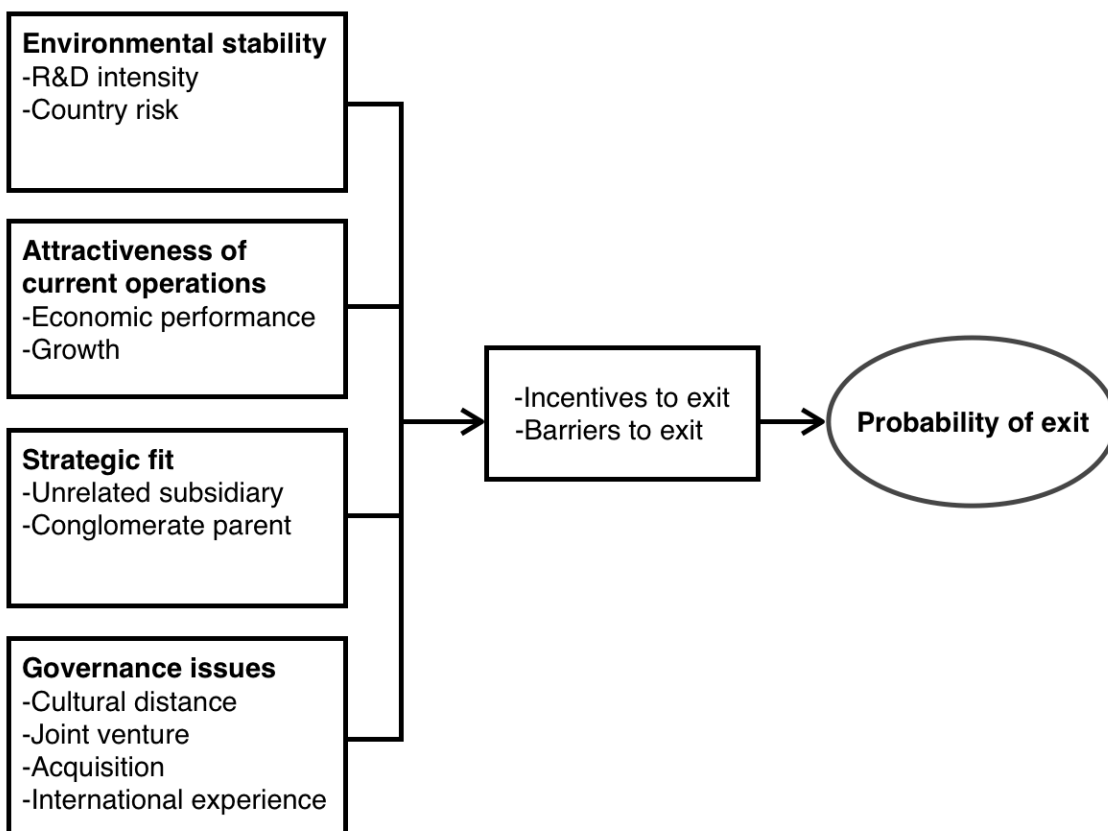 Environmental stability
-R&D intensity
-Country risk
Attractiveness of
current operations
-Economic performance
-Growth
Strategic fit
-Unrelated subsidiary
-Conglomerate parent
Governance issues
-Cultural distance
-Joint venture
-Acquisition
-International experience
-Incentives to exit
-Barriers to exit
Probability of exit